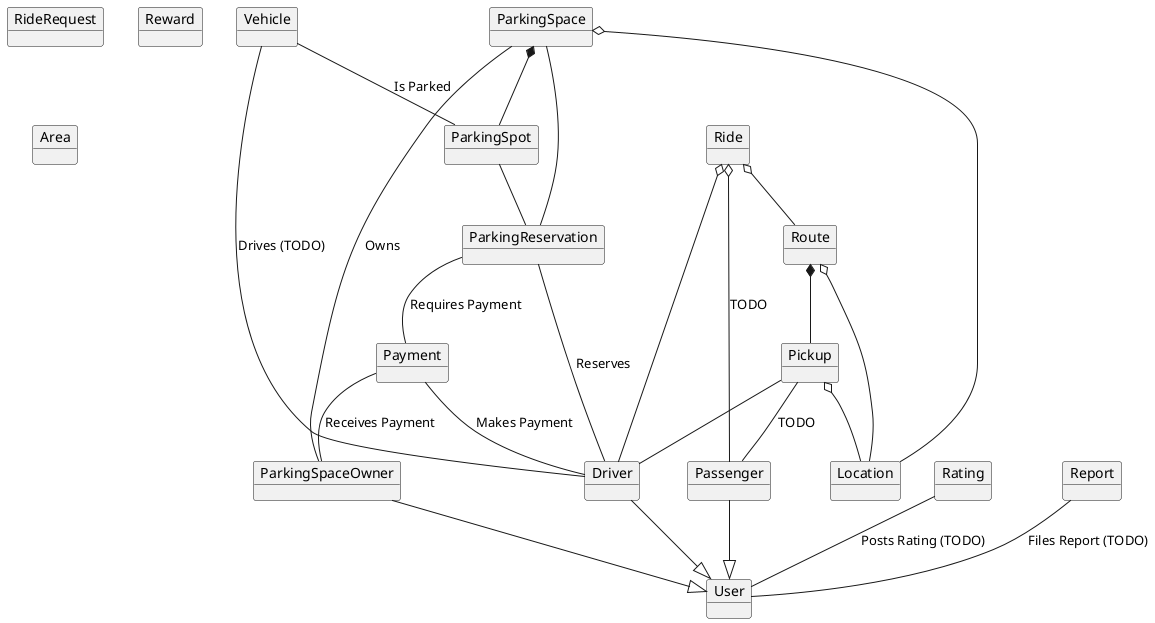 RideRequest
Reward
Vehicle
ParkingSpace
Is Parked
Area
ParkingSpot
Ride
Drives (TODO)
Owns
ParkingReservation
Route
Requires Payment
TODO
Payment
Reserves
Pickup
Receives Payment
Makes Payment
TODO
ParkingSpaceOwner
Driver
Passenger
Location
Rating
Report
Posts Rating (TODO)
Files Report (TODO)
User